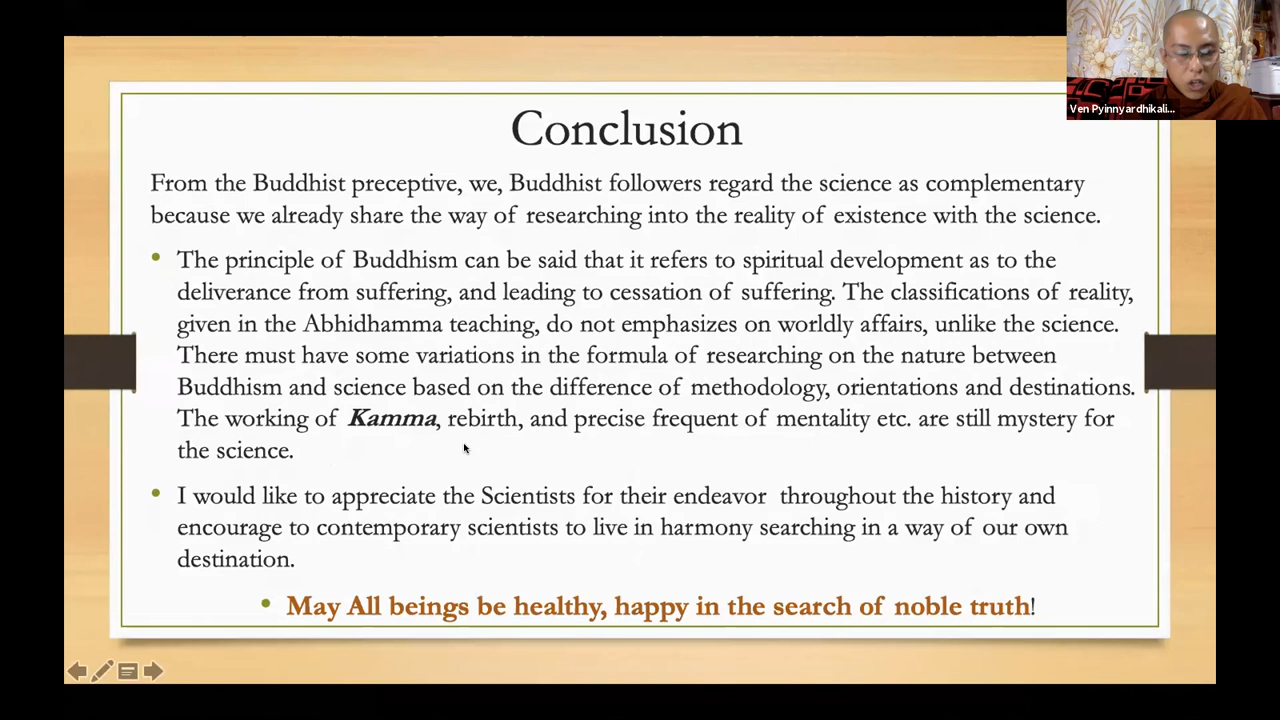 Ven Pyinnyardhikali...
Conclusion
From the Buddhist preceptive, we, Buddhist followers regard the science as complementary
because we already share the way of researching into the reality of existence with the science.
• The principle of Buddhism can be said that it refers to spiritual development as to the
deliverance from suffering, and leading to cessation of suffering. The classifications of reality,
given in the Abhidhamma teaching, do not emphasizes on worldly affairs, unlike the science.
There must have some variations in the formula of researching on the nature between
Buddhism and science based on the difference of methodology, orientations and destinations.
The working of Kamma, rebirth, and precise frequent of mentality etc. are still mystery for
the science.
• I would like to appreciate the Scientists for their endeavor throughout the history and
encourage to contemporary scientists to live in harmony searching in a way of our own
destination.
• May All beings be healthy, happy in the search of noble truth!